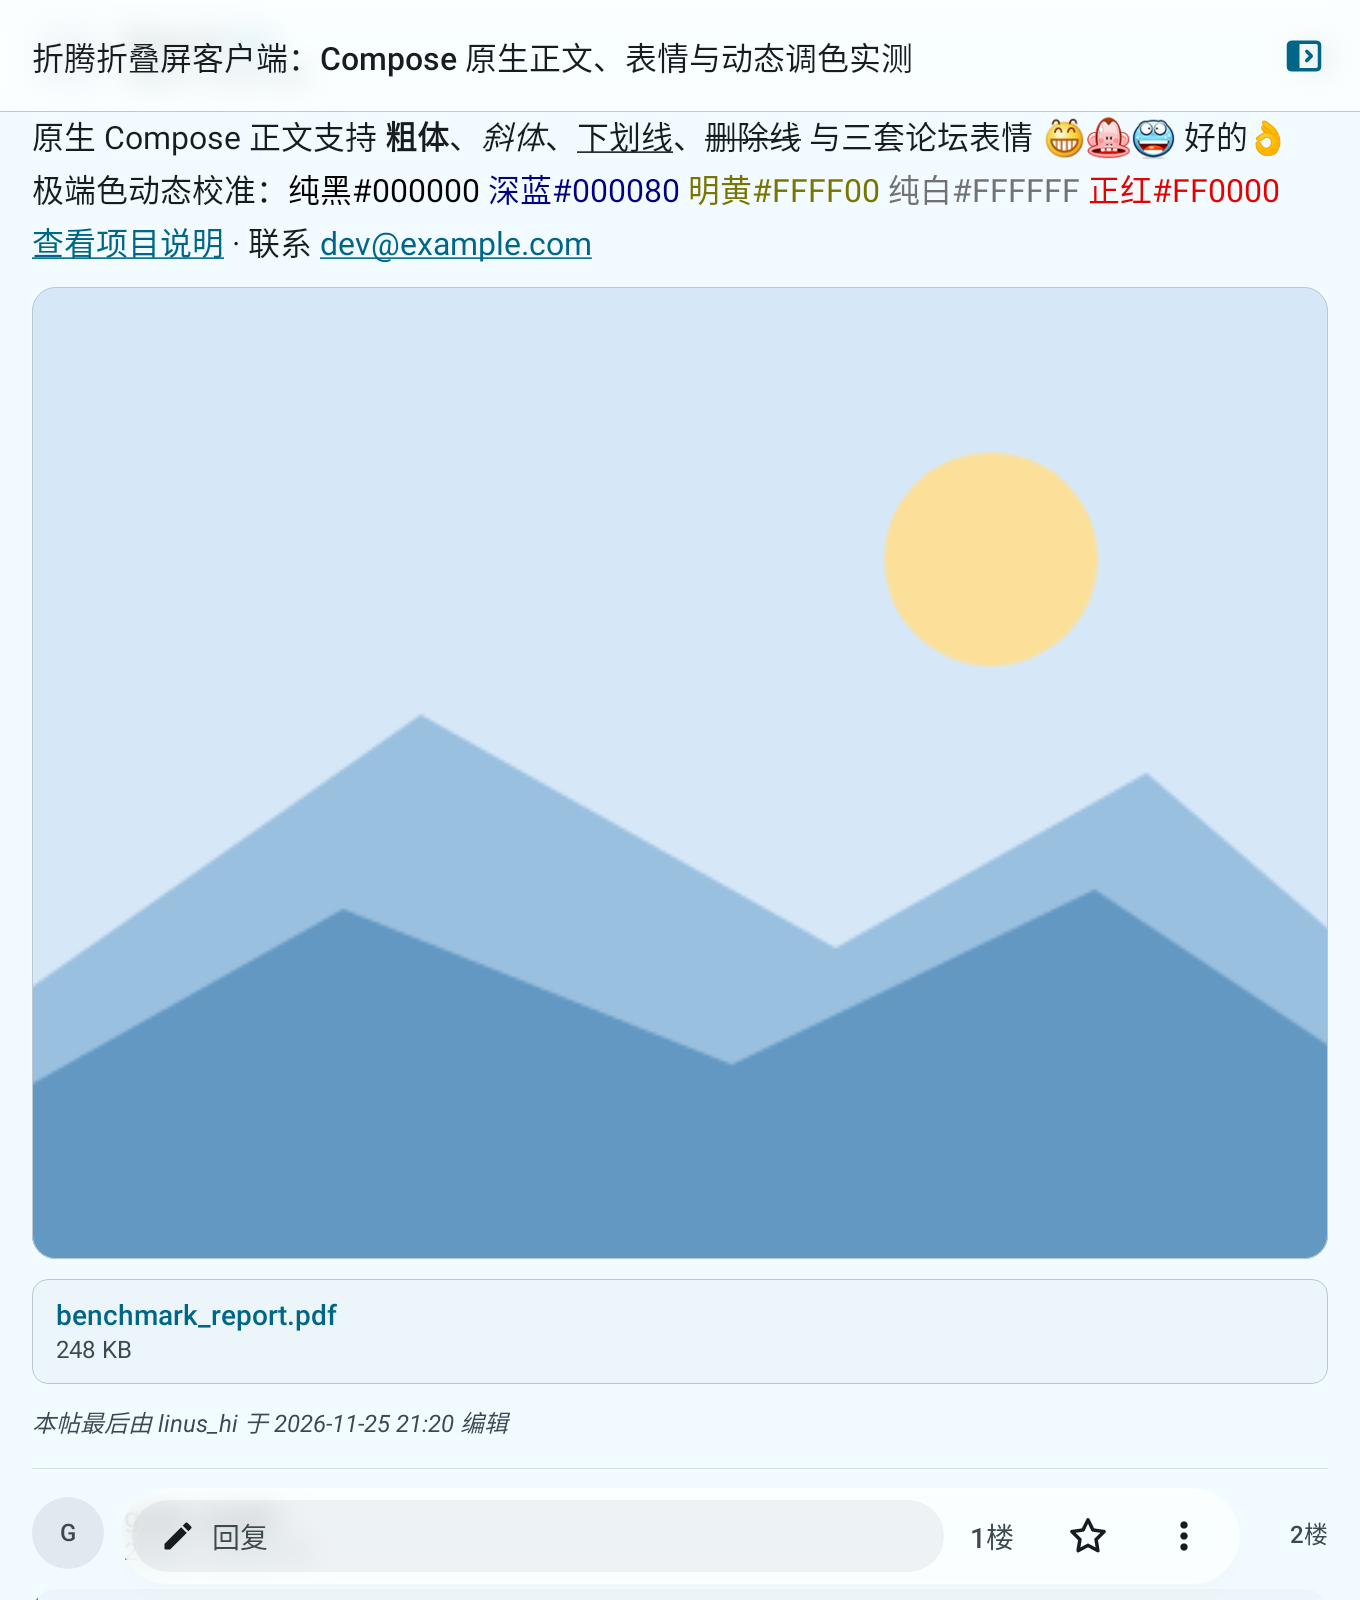 折腾折叠屏客户端：Compose 原生正文、表情与动态调色实测
原生 Compose 正文支持 粗体、斜体、下划线、删除线 与三套论坛表情 😁 好的👌
极端色动态校准：纯黑#000000 深蓝#000080 明黄#FFFF00 纯白#FFFFFF 正红#FF0000
查看项目说明 · 联系 dev@example.com
benchmark_report.pdf
248 KB
本帖最后由 linus_hi 于 2026-11-25 21:20 编辑
G
回复
1楼
2楼